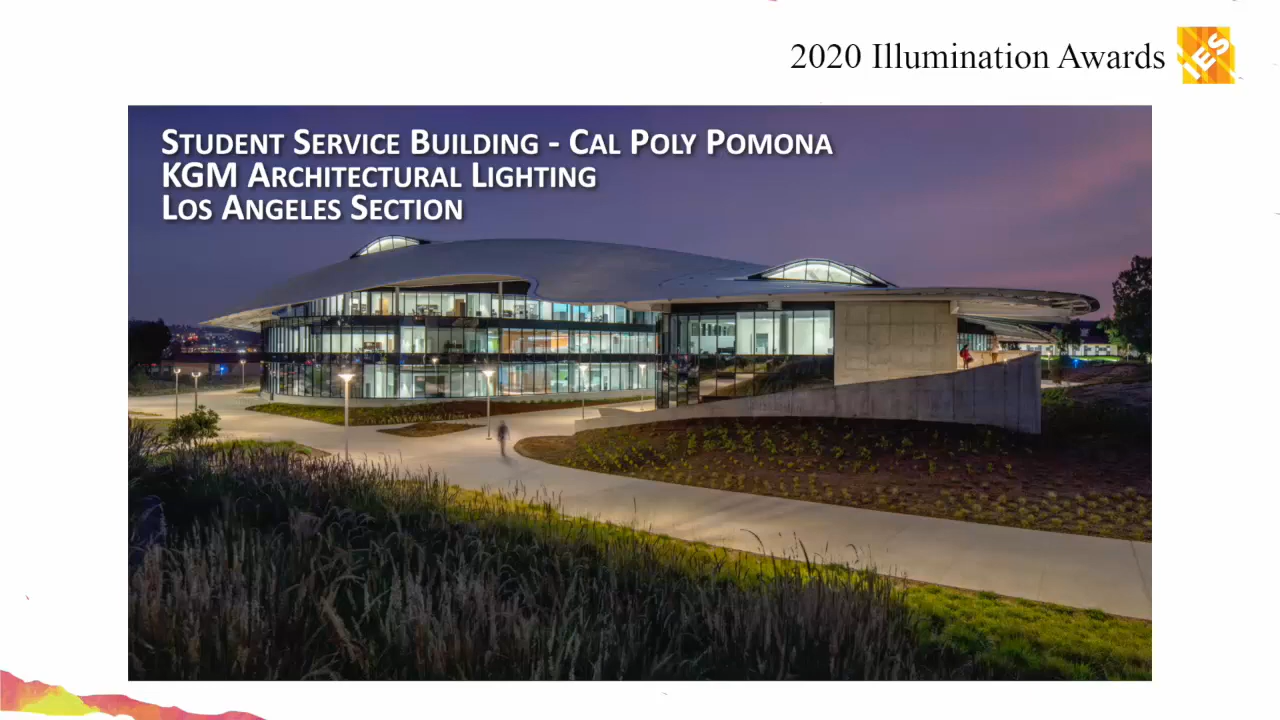 2020 Illumination Awards
IES
STUDENT SERVICE BUILDING - CAL POLY POMONA
KGM ARCHITECTURAL LIGHTING
LOS ANGELES SECTION